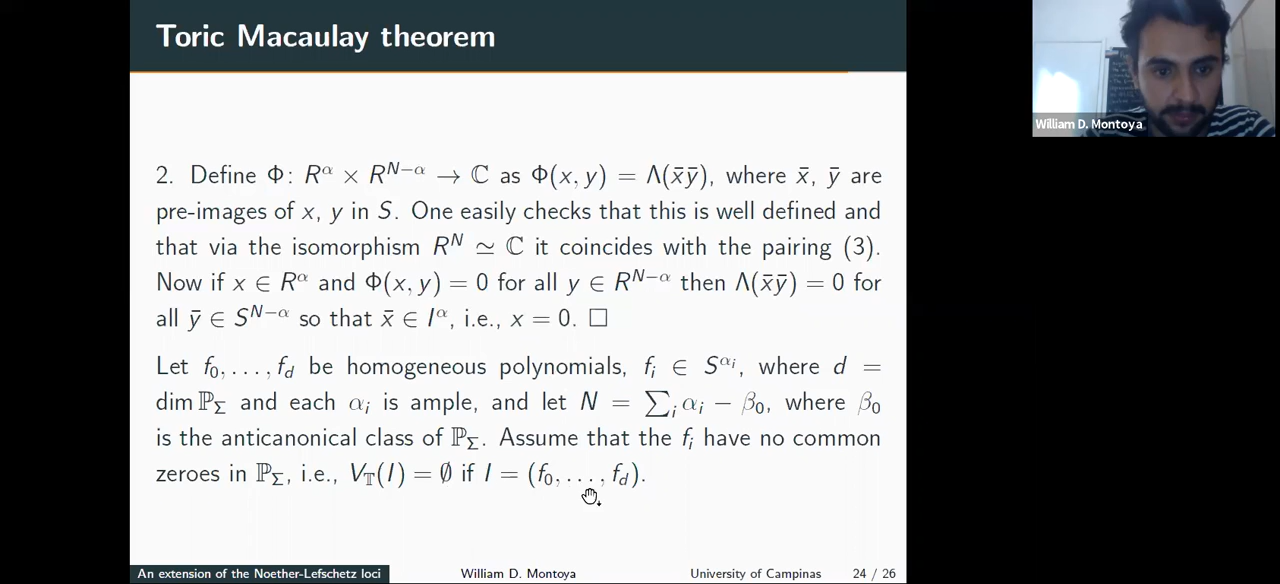 Toric Macaulay theorem
William D. Montoya
2. Define Φ: R^α × R^{N−α} → ℂ as Φ(x, y) = Λ(x̄ȳ), where x̄, ȳ are
pre-images of x, y in S. One easily checks that this is well defined and
that via the isomorphism R^N ≃ ℂ it coincides with the pairing (3).
Now if x ∈ R^α and Φ(x, y) = 0 for all y ∈ R^{N−α} then Λ(x̄ȳ) = 0 for
all ȳ ∈ S^{N−α} so that x̄ ∈ I^α, i.e., x = 0. □
Let f₀, . . . , f_d be homogeneous polynomials, f_i ∈ S^{α_i}, where d =
dim ℙ_Σ and each α_i is ample, and let N = ∑_i α_i − β₀, where β₀
is the anticanonical class of ℙ_Σ. Assume that the f_i have no common
zeroes in ℙ_Σ, i.e., V_𝕋(I) = ∅ if I = (f₀, . . . , f_d).
An extension of the Noether-Lefschetz loci
William D. Montoya
University of Campinas
24 / 26